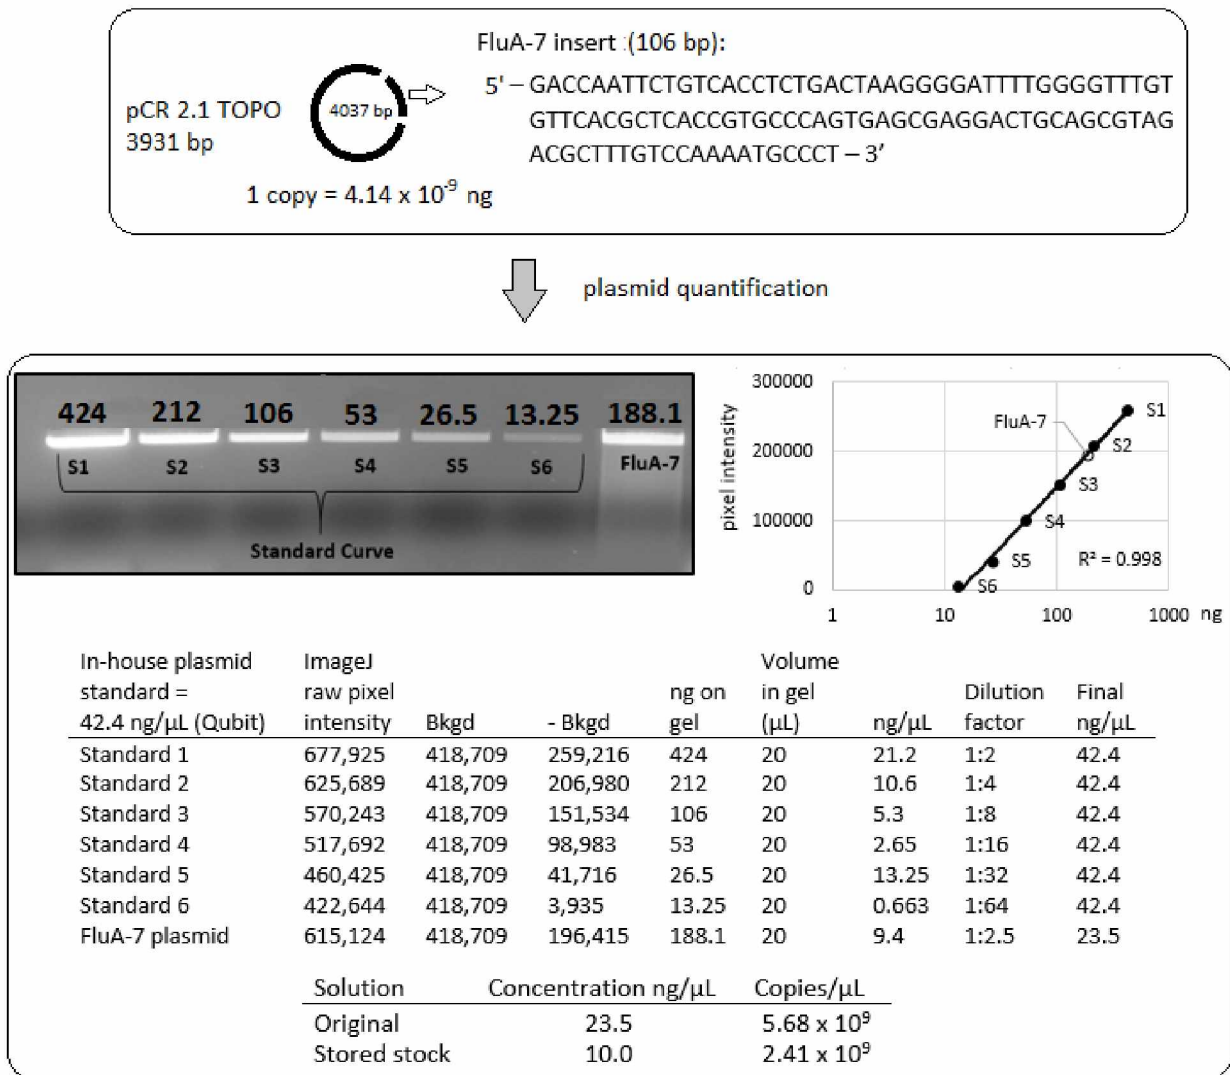 FluA-7 insert :(106 bp):
5' – GACCAATTCTGTCACCTCTGACTAAGGGGATTTTGGGGTTTGT
GTTCACGCTCACCGTGCCCAGTGAGCGAGGACTGCAGCGTAG
ACGCTTTGTCCAAAATGCCCT – 3'
pCR 2.1 TOPO
3931 bp
4037 bp
1 copy = 4.14 x 10⁻⁹ ng
plasmid quantification
424 212 106 53 26.5 13.25 188.1
S1 S2 S3 S4 S5 S6 FluA-7
Standard Curve
300000
200000
100000
0
pixel intensity
FluA-7
S1
S2
S3
S4
S5
S6
R² = 0.998
1 10 100 1000 ng
In-house plasmid ImageJ Volume
standard = raw pixel ng on in gel Dilution Final
42.4 ng/µL (Qubit) intensity Bkgd - Bkgd gel (µL) ng/µL factor ng/µL
Standard 1 677,925 418,709 259,216 424 20 21.2 1:2 42.4
Standard 2 625,689 418,709 206,980 212 20 10.6 1:4 42.4
Standard 3 570,243 418,709 151,534 106 20 5.3 1:8 42.4
Standard 4 517,692 418,709 98,983 53 20 2.65 1:16 42.4
Standard 5 460,425 418,709 41,716 26.5 20 13.25 1:32 42.4
Standard 6 422,644 418,709 3,935 13.25 20 0.663 1:64 42.4
FluA-7 plasmid 615,124 418,709 196,415 188.1 20 9.4 1:2.5 23.5
Solution Concentration ng/µL Copies/µL
Original 23.5 5.68 x 10⁹
Stored stock 10.0 2.41 x 10⁹